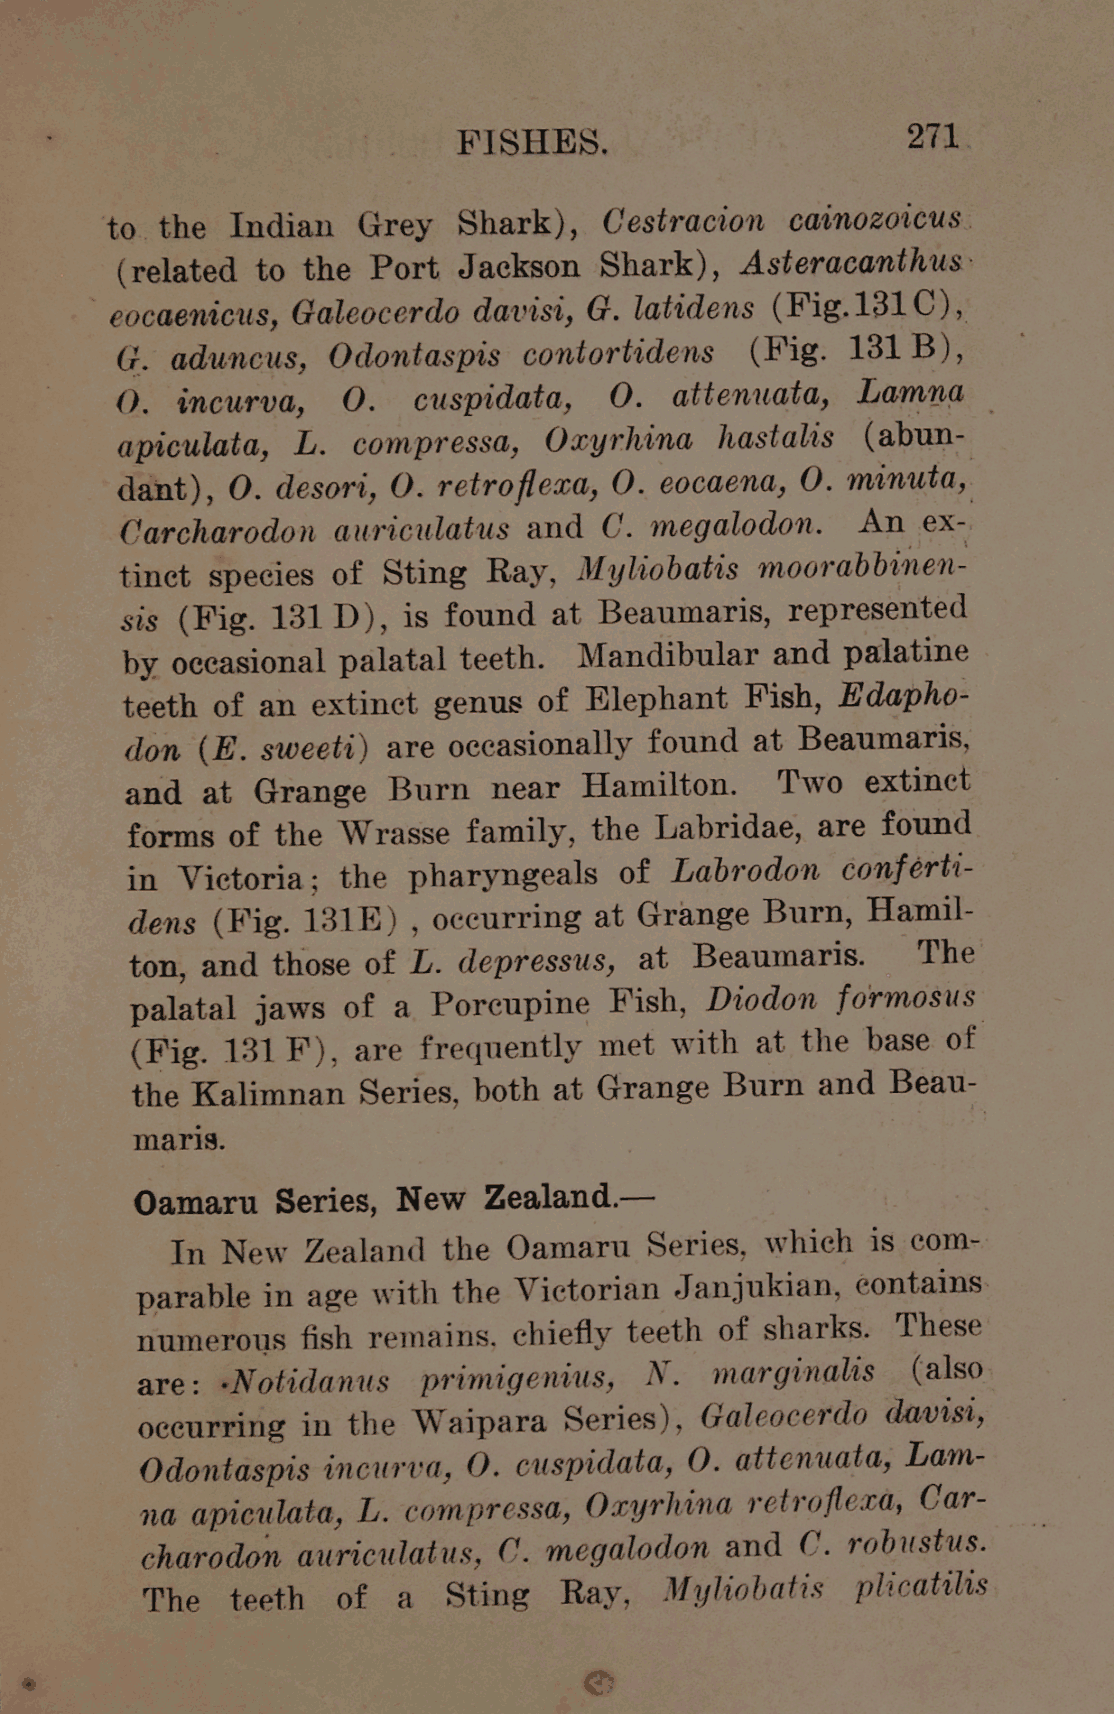 FISHES. 271
to the Indian Grey Shark), Cestracion cainozoicus
(related to the Port Jackson Shark), Asteracanthus
eocaenicus, Galeocerdo davisi, G. latidens (Fig.131C),
G. aduncus, Odontaspis contortidens (Fig. 131 B),
O. incurva, O. cuspidata, O. attenuata, Lamna
apiculata, L. compressa, Oxyrhina hastalis (abun-
dant), O. desori, O. retroflexa, O. eocaena, O. minuta,
Carcharodon auriculatus and C. megalodon. An ex-
tinct species of Sting Ray, Myliobatis moorabbinen-
sis (Fig. 131 D), is found at Beaumaris, represented
by occasional palatal teeth. Mandibular and palatine
teeth of an extinct genus of Elephant Fish, Edapho-
don (E. sweeti) are occasionally found at Beaumaris,
and at Grange Burn near Hamilton. Two extinct
forms of the Wrasse family, the Labridae, are found
in Victoria; the pharyngeals of Labrodon conferti-
dens (Fig. 131E) , occurring at Grange Burn, Hamil-
ton, and those of L. depressus, at Beaumaris. The
palatal jaws of a Porcupine Fish, Diodon formosus
(Fig. 131 F), are frequently met with at the base of
the Kalimnan Series, both at Grange Burn and Beau-
maris.
Oamaru Series, New Zealand.—
In New Zealand the Oamaru Series, which is com-
parable in age with the Victorian Janjukian, contains
numerous fish remains, chiefly teeth of sharks. These
are: Notidanus primigenius, N. marginalis (also
occurring in the Waipara Series), Galeocerdo davisi,
Odontaspis incurva, O. cuspidata, O. attenuata, Lam-
na apiculata, L. compressa, Oxyrhina retroflexa, Car-
charodon auriculatus, C. megalodon and C. robustus.
The teeth of a Sting Ray, Myliobatis plicatilis